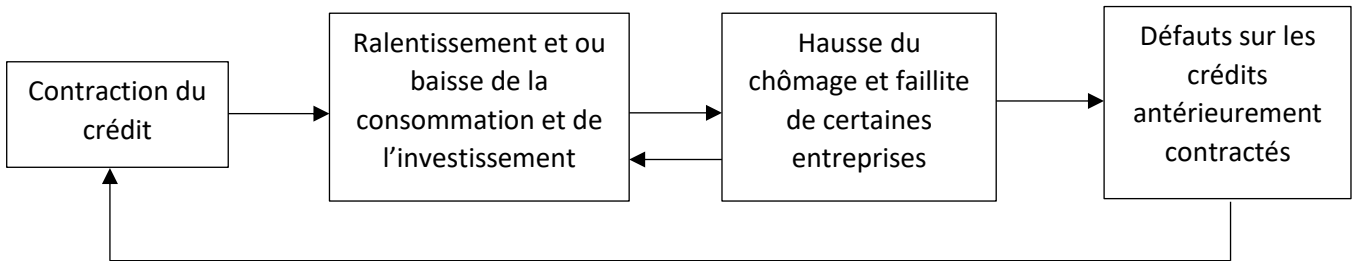 Contraction du
crédit
Ralentissement et ou
baisse de la
consommation et de
l’investissement
Hausse du
chômage et faillite
de certaines
entreprises
Défauts sur les
crédits
antérieurement
contractés